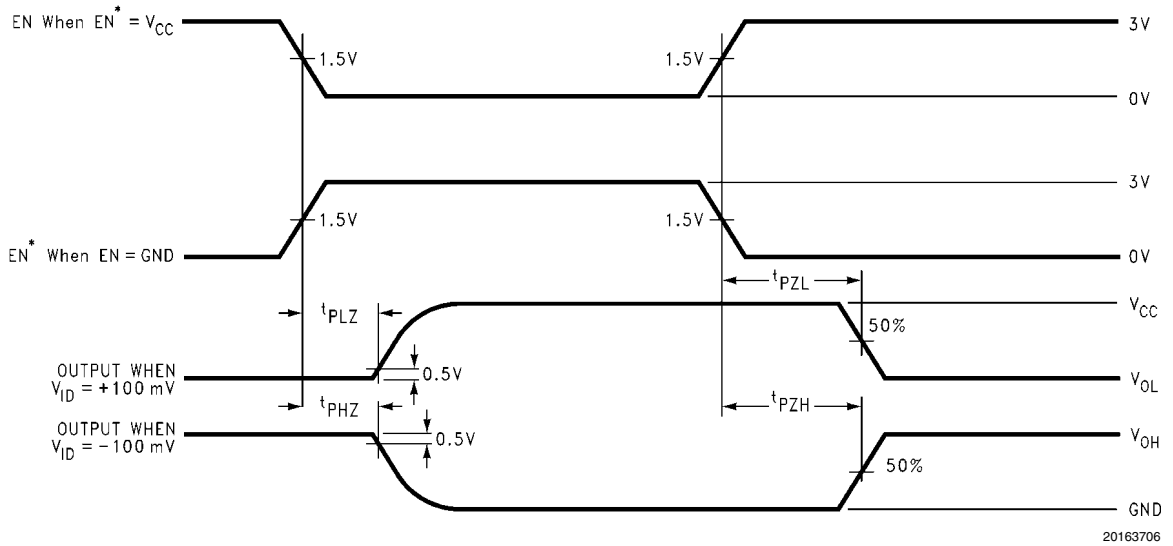 EN When EN* = VCC
3V
1.5V
1.5V
0V
3V
1.5V
1.5V
EN* When EN = GND
0V
tPZL
VCC
tPLZ
50%
OUTPUT WHEN
VID = +100 mV
0.5V
VOL
tPHZ
tPZH
OUTPUT WHEN
VID = −100 mV
0.5V
VOH
50%
GND
20163706